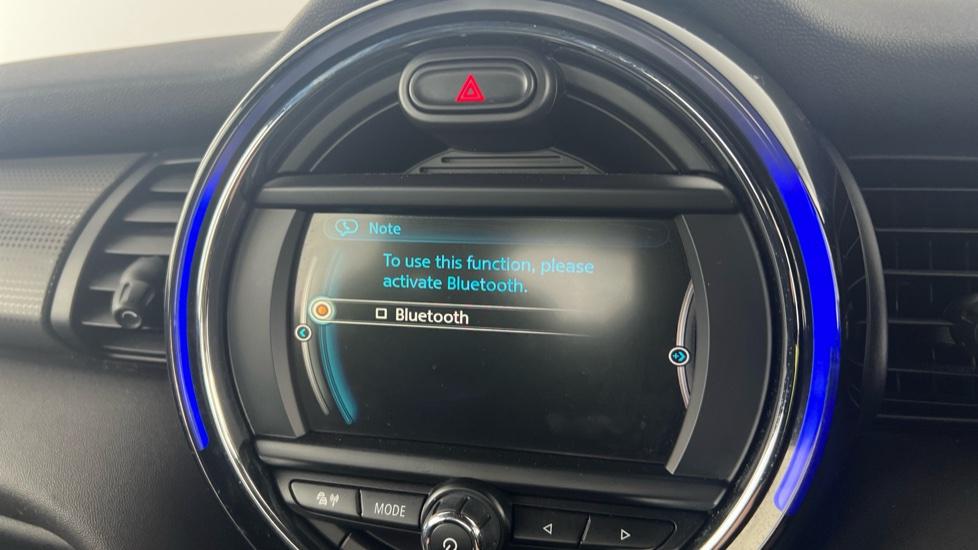 Note
To use this function, please
activate Bluetooth.
Bluetooth
MODE